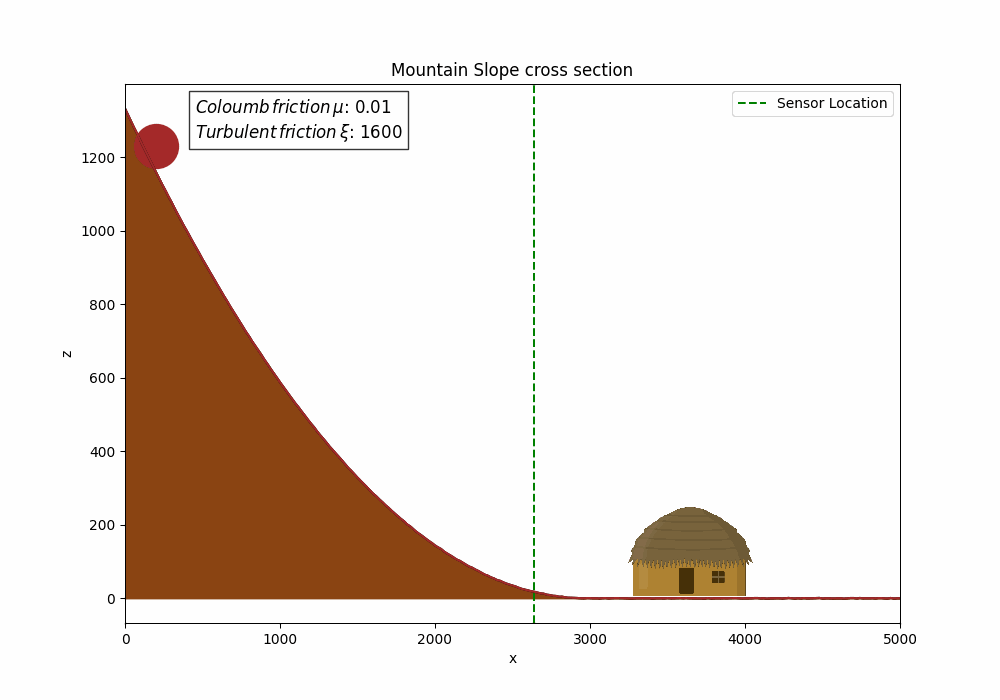 Mountain Slope cross section
Coloumb friction μ: 0.01
Turbulent friction ξ: 1600
Sensor Location
1200
1000
800
600
400
200
0
z
0 1000 2000 3000 4000 5000
x